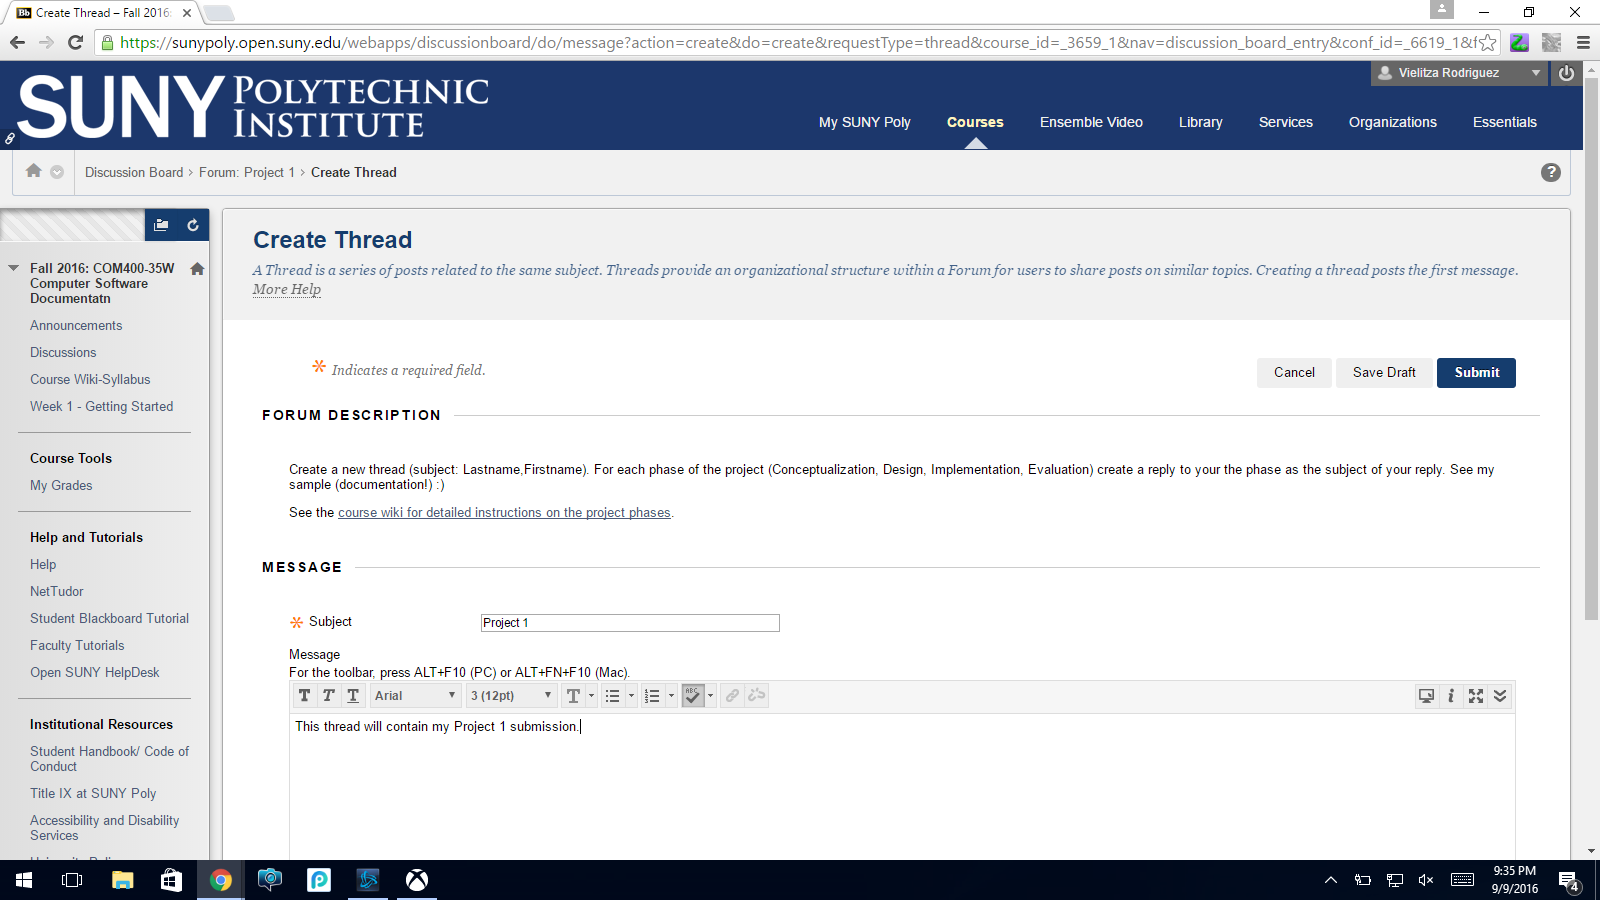 Create Thread – Fall 2016:
https://sunypoly.open.suny.edu/webapps/discussionboard/do/message?action=create&do=create&requestType=thread&course_id=_3659_1&nav=discussion_board_entry&conf_id=_6619_1&f
SUNY POLYTECHNIC
INSTITUTE
Vielitza Rodriguez
My SUNY Poly Courses Ensemble Video Library Services Organizations Essentials
Discussion Board > Forum: Project 1 > Create Thread
?
Fall 2016: COM400-35W
Computer Software
Documentatn
Announcements
Discussions
Course Wiki-Syllabus
Week 1 - Getting Started
Course Tools
My Grades
Help and Tutorials
Help
NetTudor
Student Blackboard Tutorial
Faculty Tutorials
Open SUNY HelpDesk
Institutional Resources
Student Handbook/ Code of
Conduct
Title IX at SUNY Poly
Accessibility and Disability
Services
Create Thread
A Thread is a series of posts related to the same subject. Threads provide an organizational structure within a Forum for users to share posts on similar topics. Creating a thread posts the first message.
More Help
Indicates a required field.
Cancel Save Draft Submit
FORUM DESCRIPTION
Create a new thread (subject: Lastname,Firstname). For each phase of the project (Conceptualization, Design, Implementation, Evaluation) create a reply to your the phase as the subject of your reply. See my
sample (documentation!) :)
See the course wiki for detailed instructions on the project phases.
MESSAGE
Subject Project 1
Message
For the toolbar, press ALT+F10 (PC) or ALT+FN+F10 (Mac).
T T T Arial 3 (12pt) T ABC i
This thread will contain my Project 1 submission.
9:35 PM
9/9/2016
4